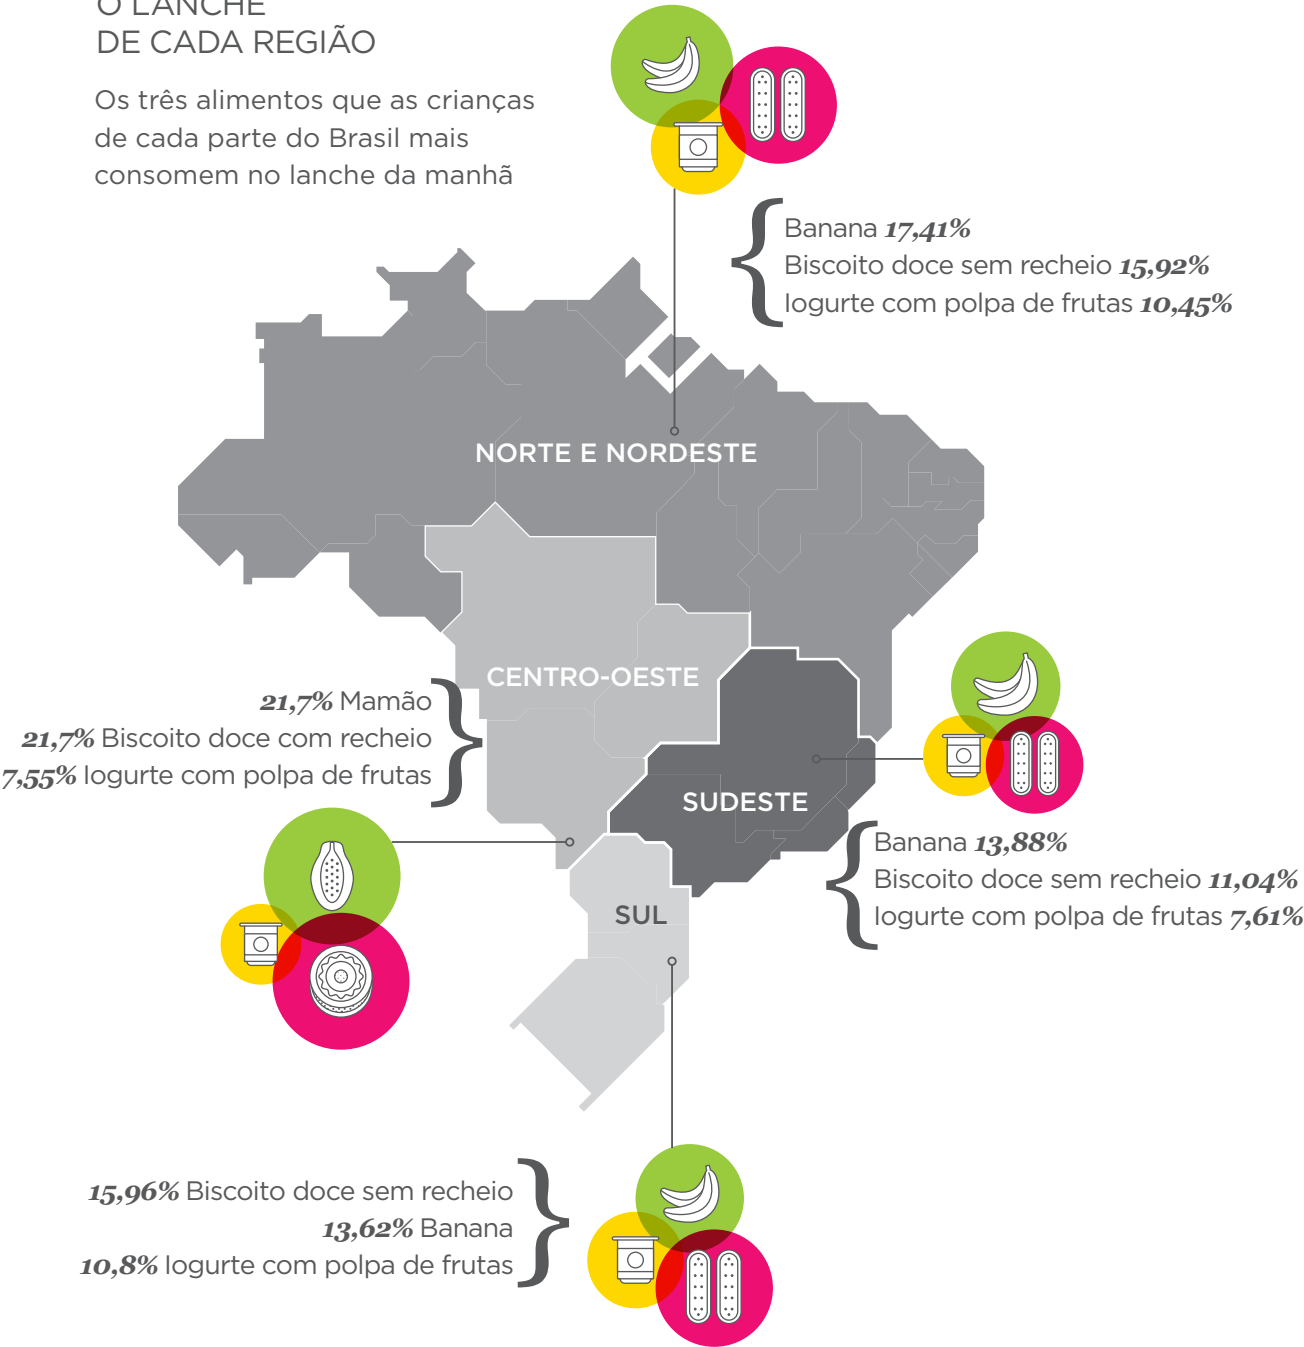 O LANCHE
DE CADA REGIÃO
Os três alimentos que as crianças
de cada parte do Brasil mais
consomem no lanche da manhã
Banana 17,41%
Biscoito doce sem recheio 15,92%
Iogurte com polpa de frutas 10,45%
NORTE E NORDESTE
CENTRO-OESTE
21,7% Mamão
21,7% Biscoito doce com recheio
7,55% Iogurte com polpa de frutas
SUDESTE
Banana 13,88%
Biscoito doce sem recheio 11,04%
Iogurte com polpa de frutas 7,61%
SUL
15,96% Biscoito doce sem recheio
13,62% Banana
10,8% Iogurte com polpa de frutas